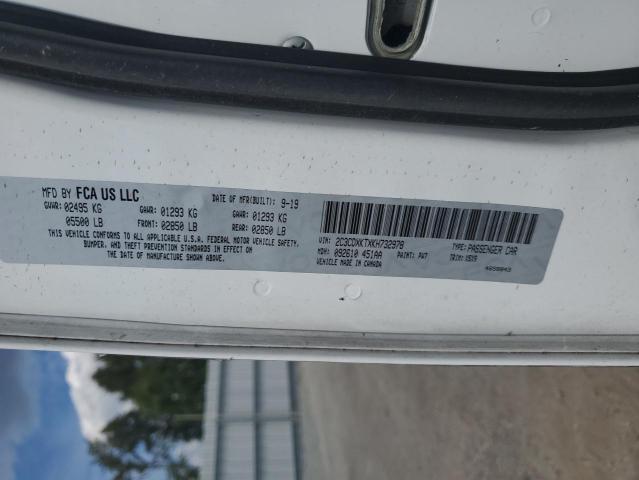 MFD BY FCA US LLC DATE OF MFR(BUILT): 9-19
GVWR: 02495 KG GAWR: 01293 KG GAWR: 01293 KG
05500 LB FRONT: 02850 LB REAR: 02850 LB
THIS VEHICLE CONFORMS TO ALL APPLICABLE U.S.A. FEDERAL MOTOR VEHICLE SAFETY,
BUMPER, AND THEFT PREVENTION STANDARDS IN EFFECT ON
THE DATE OF MANUFACTURE SHOWN ABOVE.
VIN: 2C3CDXKTXKH732978 TYPE: PASSENGER CAR
MDH: 092610 451AA PAINT: PW7 TRIM: X5X9
VEHICLE MADE IN CANADA